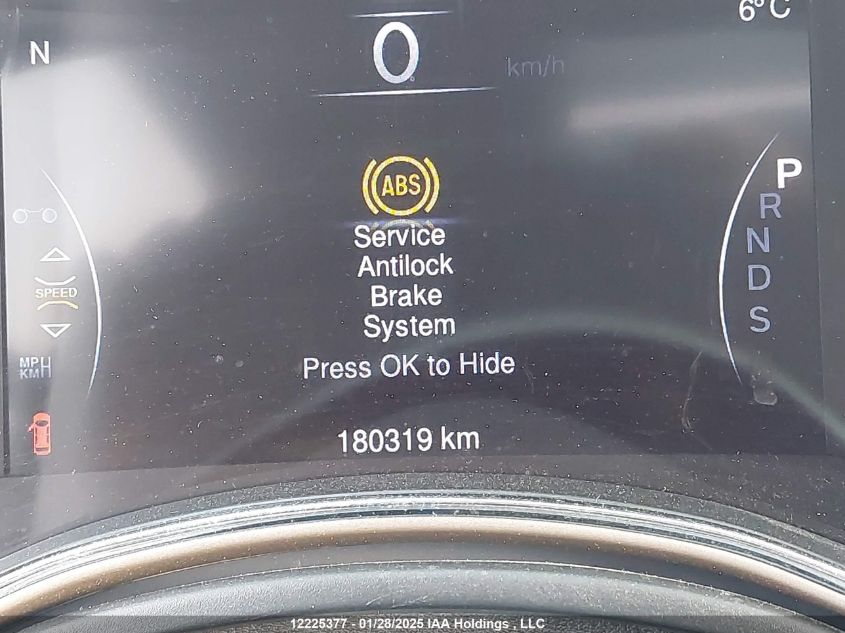 6°C
N
0
km/h
P
R
N
D
S
ABS
Service
Antilock
Brake
System
Press OK to Hide
SPEED
MPH
KMH
180319 km
12225377 - 01/28/2025 IAA Holdings , LLC